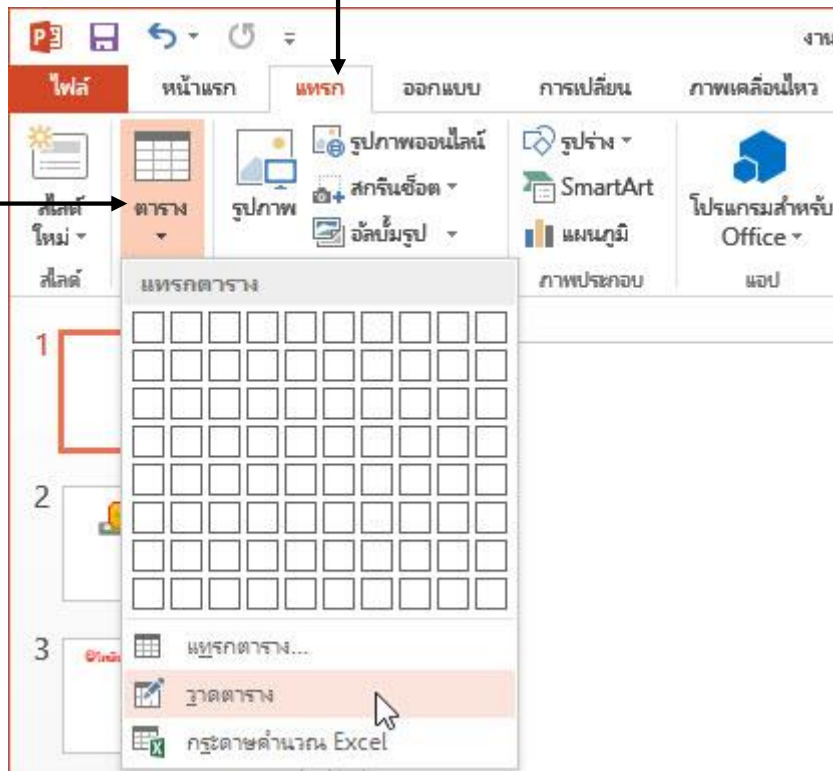 งาน
ไฟล์ หน้าแรก แทรก ออกแบบ การเปลี่ยน ภาพเคลื่อนไหว
สไลด์
ใหม่
ตาราง
รูปภาพ
รูปภาพออนไลน์
สกรีนช็อต
อัลบั้มรูป
รูปร่าง
SmartArt
แผนภูมิ
โปรแกรมสำหรับ
Office
สไลด์
ภาพประกอบ
แอป
แทรกตาราง
1
2
3
แทรกตาราง...
วาดตาราง
กระดาษคำนวณ Excel